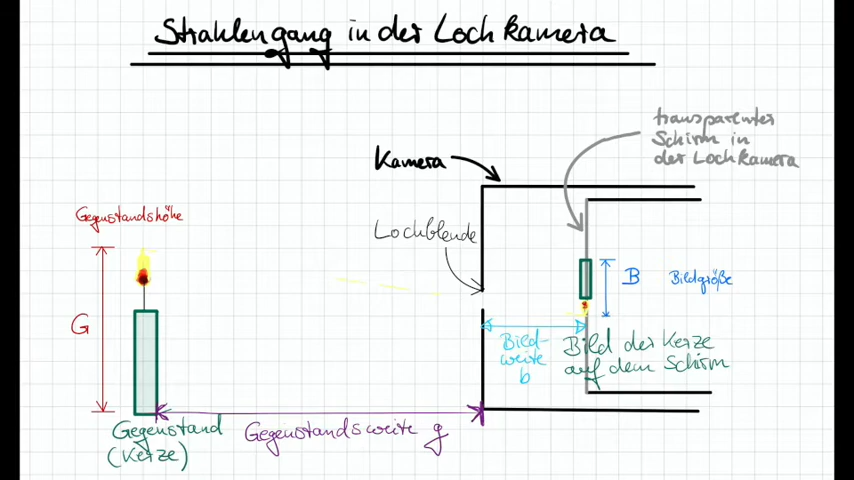 Strahlengang in der Lochkamera
transparenter
Schirm in
der Lochkamera
Kamera
Gegenstandshöhe
Lochblende
G
B Bildgröße
Bild-
weite
b
Bild der Kerze
auf dem Schirm
Gegenstand
(Kerze)
Gegenstandsweite g